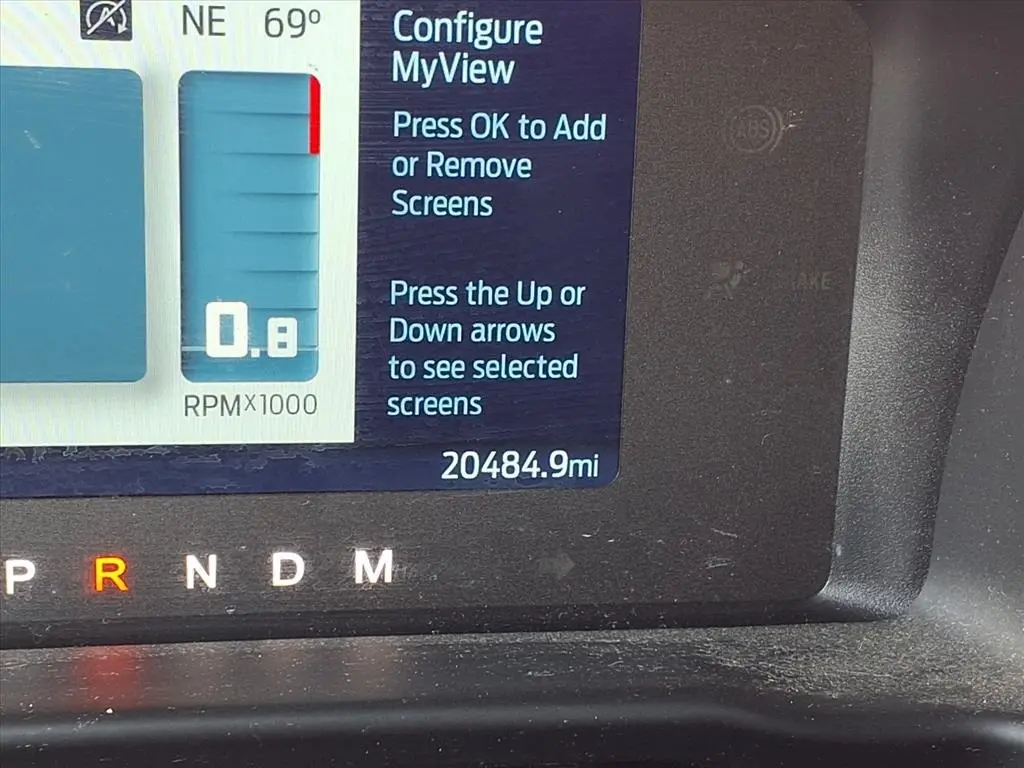 NE 69°
Configure
MyView
Press OK to Add
or Remove
Screens
ABS
Press the Up or
Down arrows
to see selected
screens
0.8
RPMx1000
20484.9mi
P R N D M